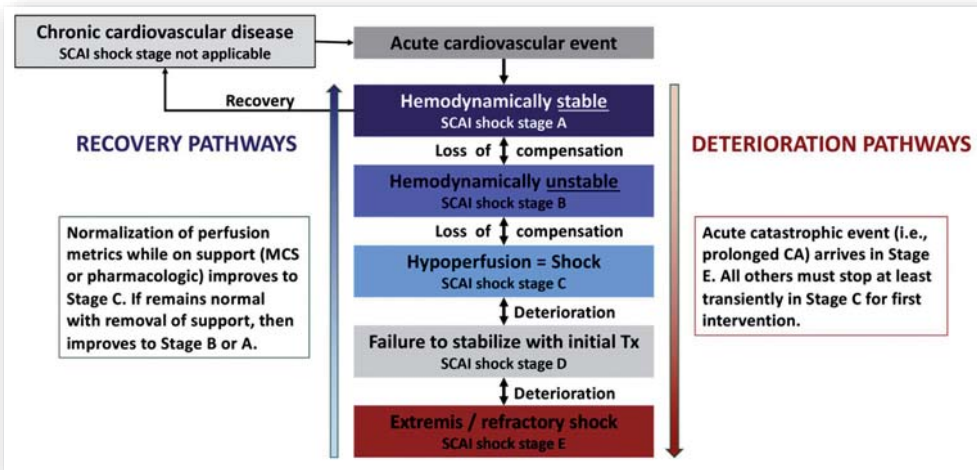 Chronic cardiovascular disease
SCAI shock stage not applicable
Acute cardiovascular event
Recovery
Hemodynamically stable
SCAI shock stage A
RECOVERY PATHWAYS
DETERIORATION PATHWAYS
Loss of compensation
Hemodynamically unstable
SCAI shock stage B
Loss of compensation
Normalization of perfusion
metrics while on support (MCS
or pharmacologic) improves to
Stage C. If remains normal
with removal of support, then
improves to Stage B or A.
Hypoperfusion = Shock
SCAI shock stage C
Acute catastrophic event (i.e.,
prolonged CA) arrives in Stage
E. All others must stop at least
transiently in Stage C for first
intervention.
Deterioration
Failure to stabilize with initial Tx
SCAI shock stage D
Deterioration
Extremis / refractory shock
SCAI shock stage E